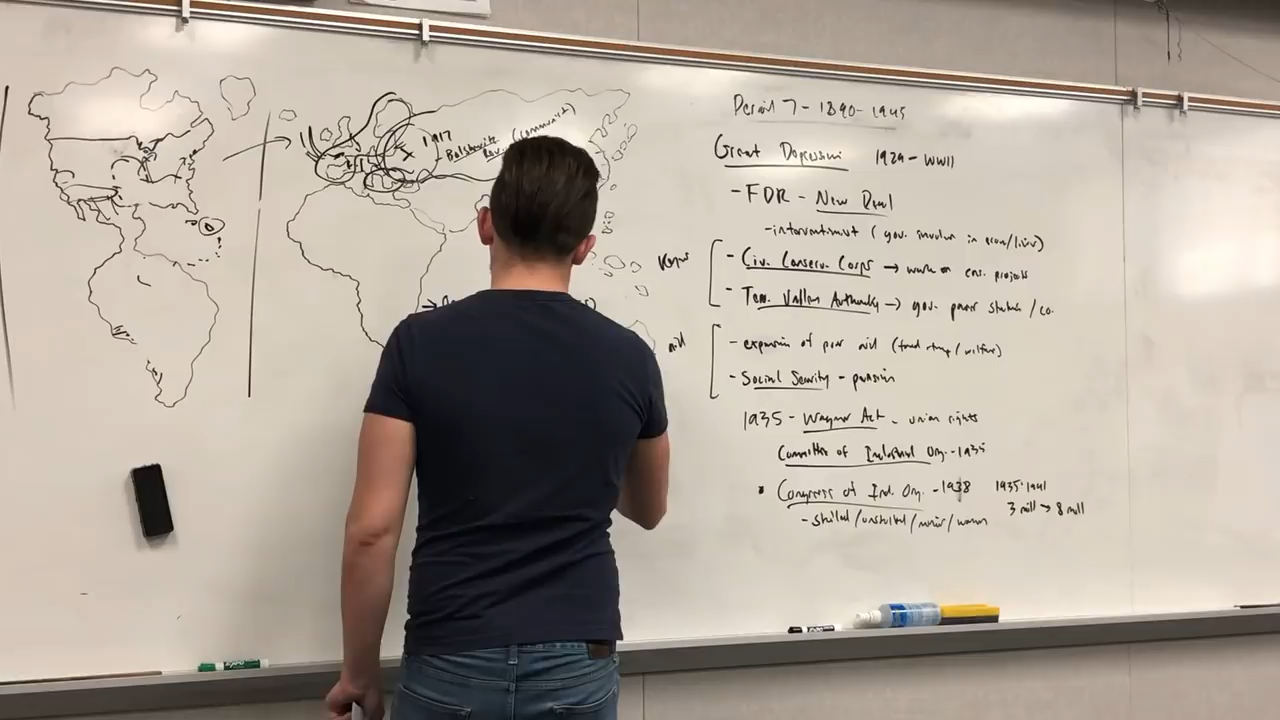 1917
- Bolshevik
Rev. (communist)
Period 7 - 1890-1945
Great Depression 1929 - WWII
- FDR - New Deal
- interventionist (gov. involve in econ/lives)
- Civ. Conserv. Corps → work on env. projects
- Tenn. Valley Authority → gov. power station / co.
aid
- expansion of poor aid (food stamp / welfare)
- Social Security - pension
1935 - Wagner Act - union rights
Committee of Industrial Org. - 1935
• Congress of Ind. Org. - 1938 1935-1941
3 mill → 8 mill
- skilled/unskilled/minor/women
EXPO